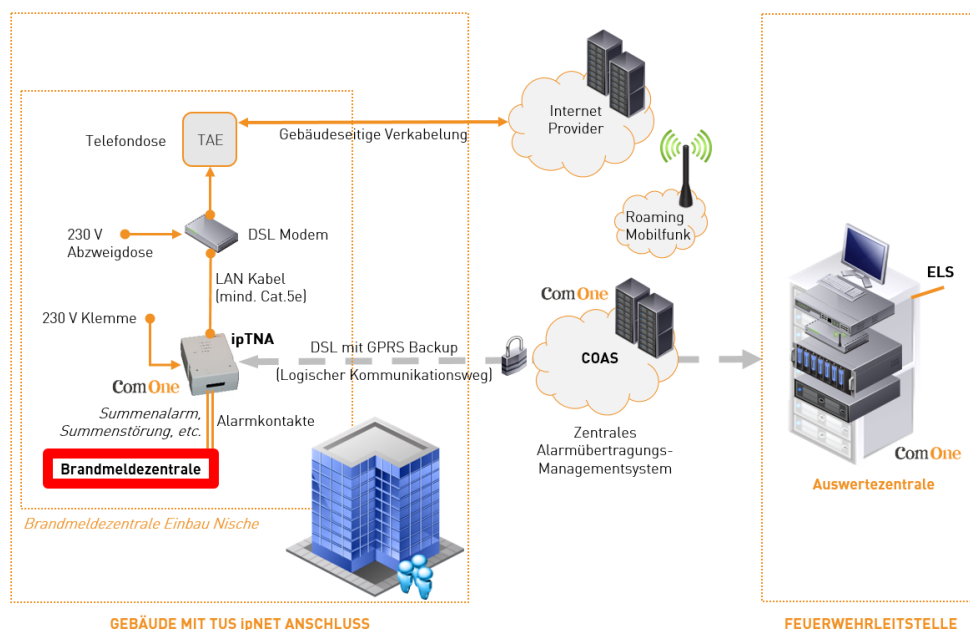 Telefondose
TAE
Gebäudeseitige Verkabelung
Internet
Provider
Roaming
Mobilfunk
230 V
Abzweigdose
DSL Modem
LAN Kabel
(mind. Cat.5e)
230 V Klemme
ipTNA
ComOne
DSL mit GPRS Backup
(Logischer Kommunikationsweg)
ComOne
COAS
ELS
Summenalarm,
Summenstörung, etc.
Alarmkontakte
Brandmeldezentrale
Zentrales
Alarmübertragungs-
Managementsystem
ComOne
Auswertezentrale
Brandmeldezentrale Einbau Nische
GEBÄUDE MIT TUS ipNET ANSCHLUSS
FEUERWEHRLEITSTELLE